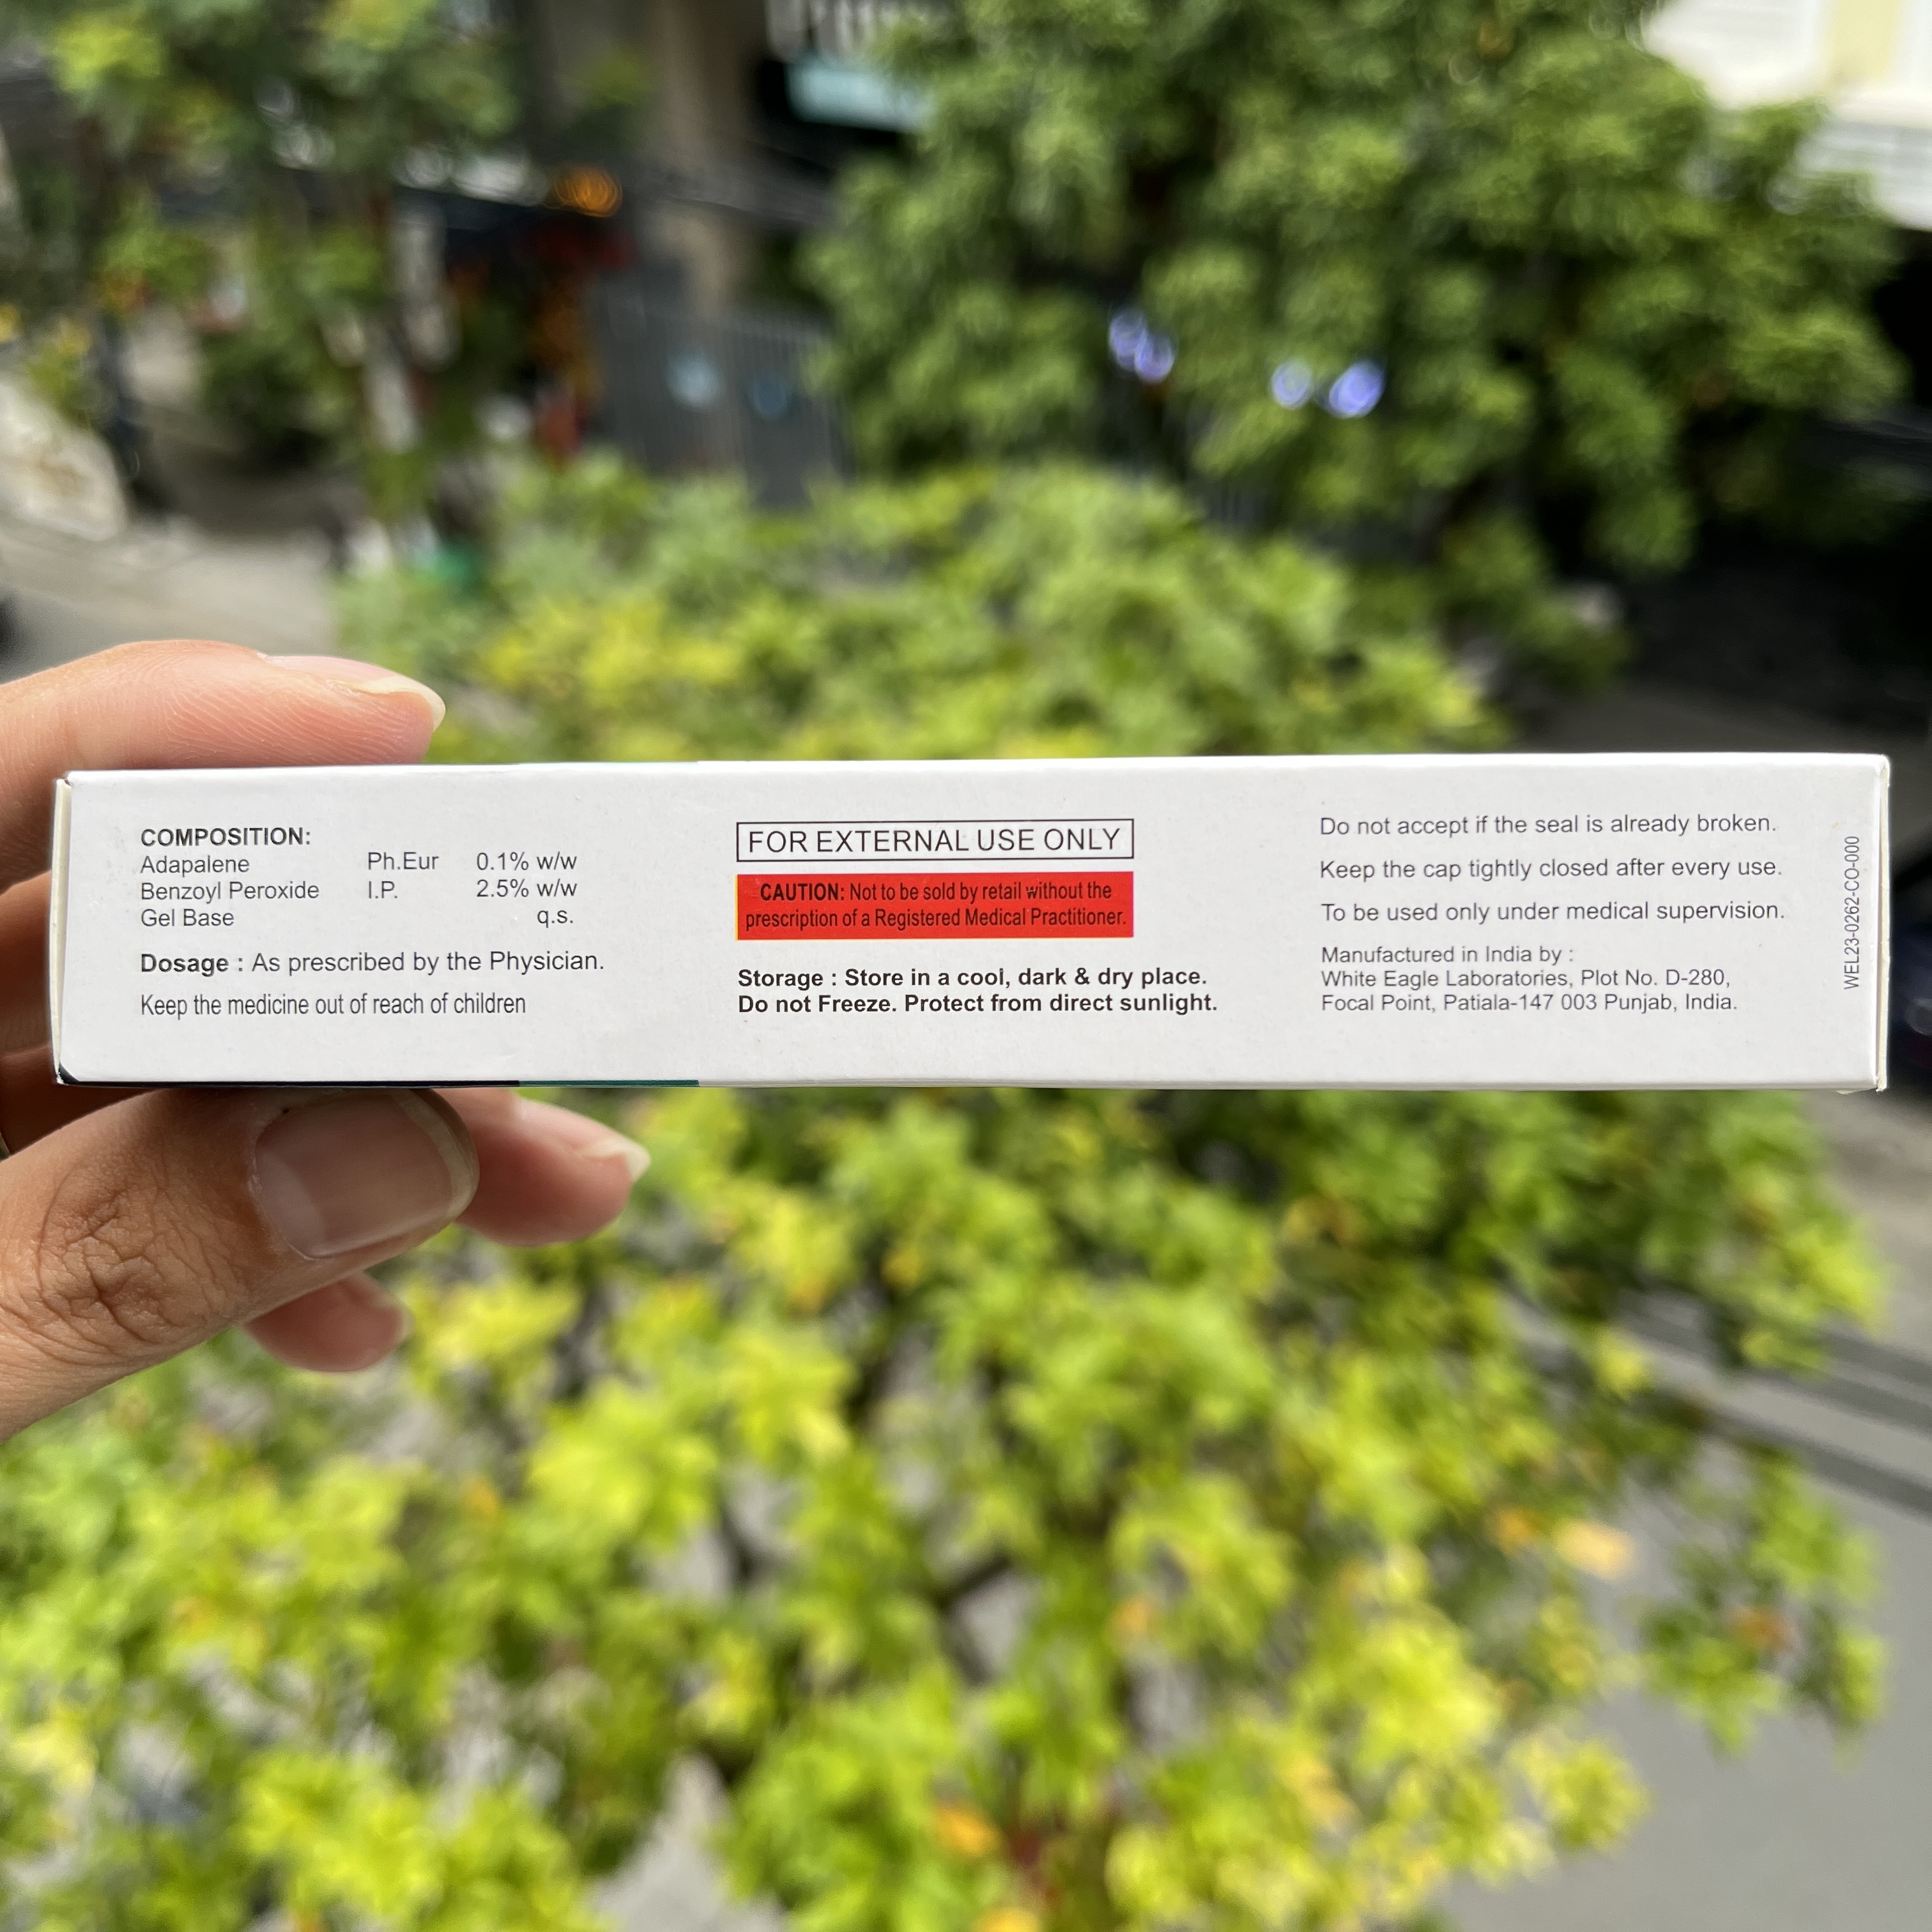 COMPOSITION:
Adapalene Ph.Eur 0.1% w/w
Benzoyl Peroxide I.P. 2.5% w/w
Gel Base q.s.
Dosage : As prescribed by the Physician.
Keep the medicine out of reach of children
FOR EXTERNAL USE ONLY
CAUTION: Not to be sold by retail without the
prescription of a Registered Medical Practitioner.
Storage : Store in a cool, dark & dry place.
Do not Freeze. Protect from direct sunlight.
Do not accept if the seal is already broken.
Keep the cap tightly closed after every use.
To be used only under medical supervision.
Manufactured in India by :
White Eagle Laboratories, Plot No. D-280,
Focal Point, Patiala-147 003 Punjab, India.
WEL23-0262-CO-000